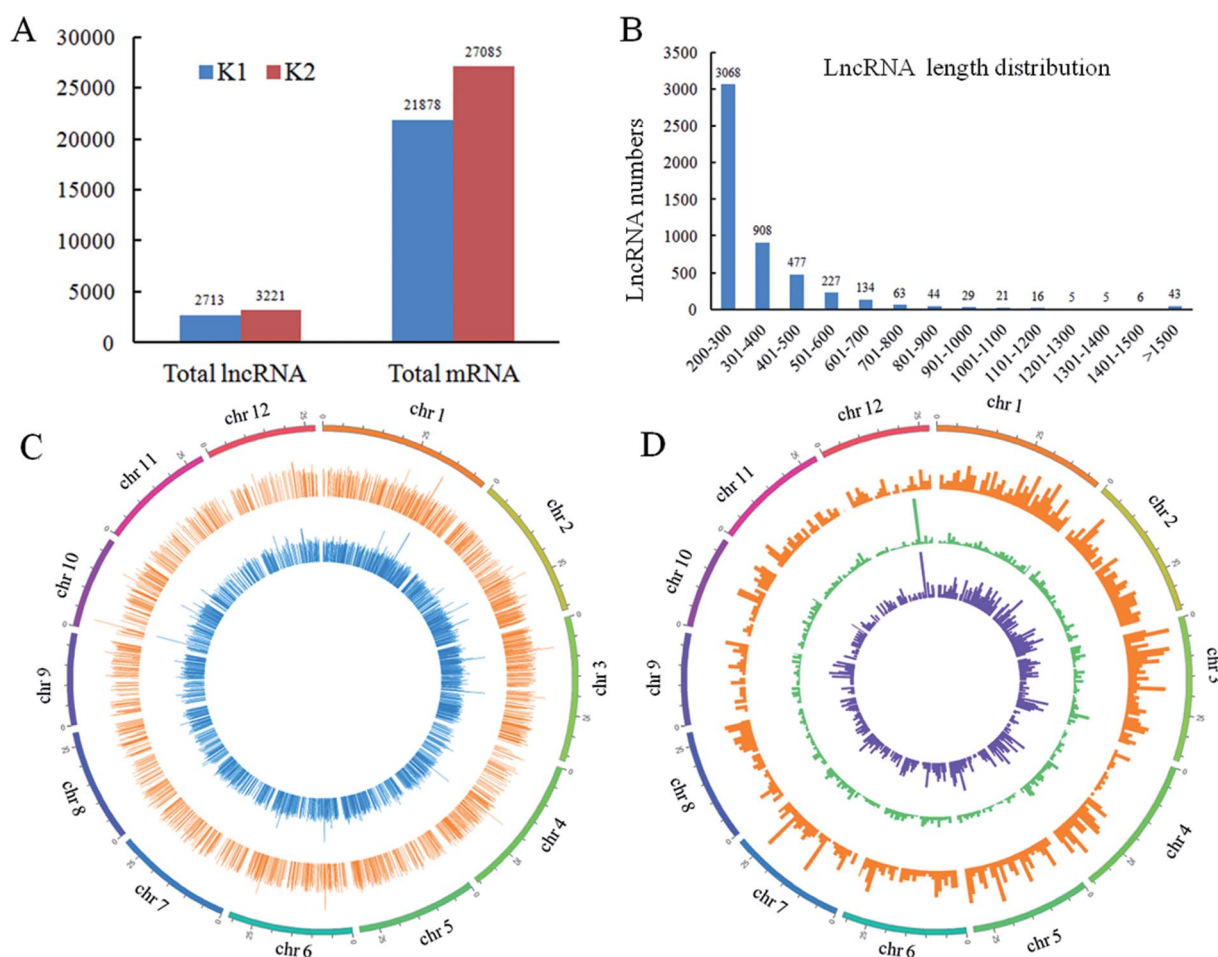 A
30000
25000
20000
15000
10000
5000
0
K1 K2
2713
3221
21878
27085
Total lncRNA
Total mRNA
B
LncRNA length distribution
LncRNA numbers
3500
3000
2500
2000
1500
1000
500
0
3068
908
477
227
134
63
44
29
21
16
5
5
6
43
200-300
301-400
401-500
501-600
601-700
701-800
801-900
901-1000
1001-1100
1101-1200
1201-1300
1301-1400
1401-1500
>1500
C
chr 1
chr 2
chr 3
chr 4
chr 5
chr 6
chr 7
chr 8
chr 9
chr 10
chr 11
chr 12
D
chr 1
chr 2
chr 4
chr 5
chr 6
chr 7
chr 8
chr 9
chr 10
chr 11
chr 12